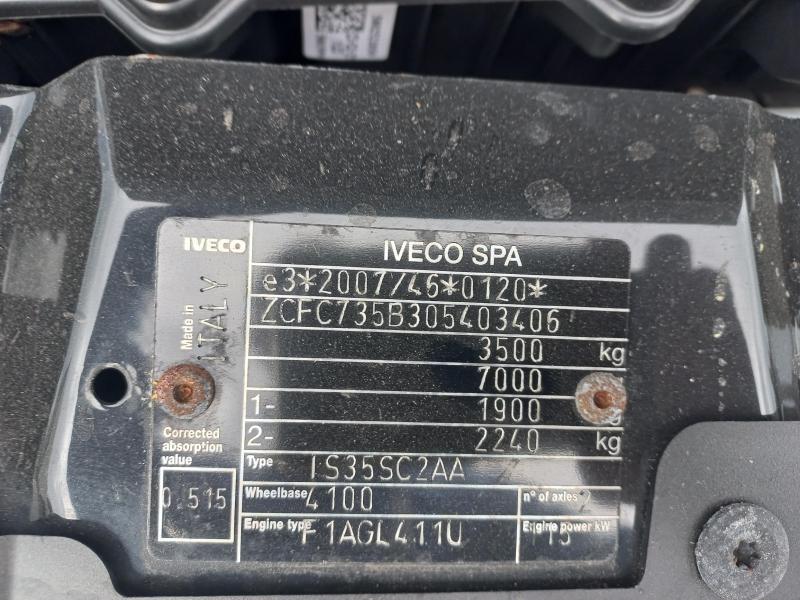 IVECO
IVECO SPA
Made in
ITALY
e3*2007/46*0120*
ZCFC735B305403406
3500 kg
7000
1- 1900 kg
2- 2240 kg
Corrected
absorption
value
0.515
Type IS35SC2AA
Wheelbase 4100 n° of axles 2
Engine type F1AGL411U Engine power kW